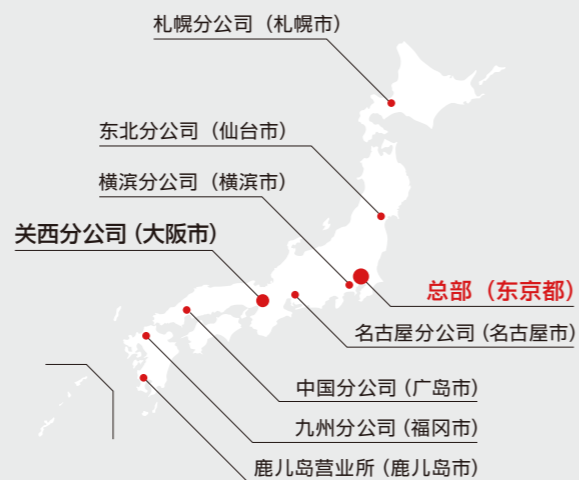 札幌分公司（札幌市）
东北分公司（仙台市）
横滨分公司（横滨市）
关西分公司（大阪市）
总部（东京都）
名古屋分公司（名古屋市）
中国分公司（广岛市）
九州分公司（福冈市）
鹿儿岛营业所（鹿儿岛市）